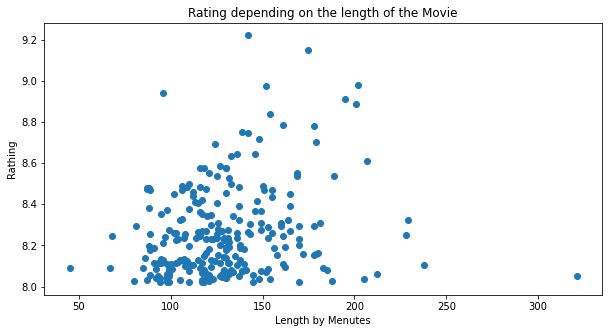 Rating depending on the length of the Movie
9.2
9.0
8.8
8.6
8.4
8.2
8.0
Rathing
50 100 150 200 250 300
Length by Menutes